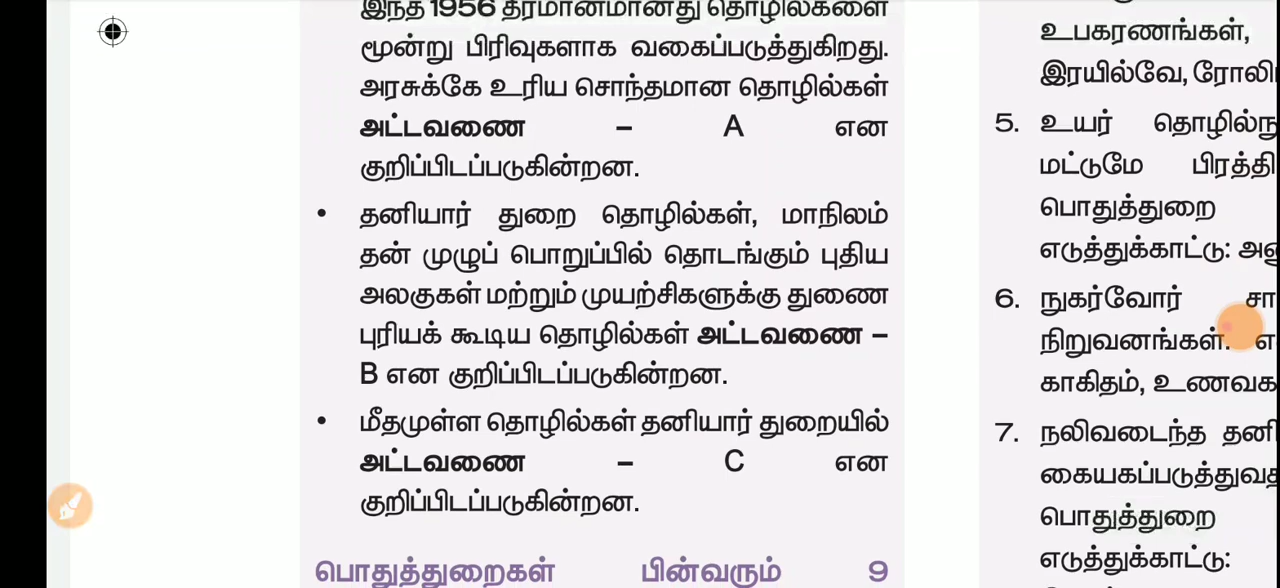 இந்த 1956 தீர்மானமானது தொழில்களை
மூன்று பிரிவுகளாக வகைப்படுத்துகிறது.
அரசுக்கே உரிய சொந்தமான தொழில்கள்
அட்டவணை – A என
குறிப்பிடப்படுகின்றன.
• தனியார் துறை தொழில்கள், மாநிலம்
தன் முழுப் பொறுப்பில் தொடங்கும் புதிய
அலகுகள் மற்றும் முயற்சிகளுக்கு துணை
புரியக் கூடிய தொழில்கள் அட்டவணை –
B என குறிப்பிடப்படுகின்றன.
• மீதமுள்ள தொழில்கள் தனியார் துறையில்
அட்டவணை – C என
குறிப்பிடப்படுகின்றன.
பொதுத்துறைகள் பின்வரும் 9
உபகரணங்கள்,
இரயில்வே,
5. உயர்
மட்டுமே
பொதுத்துறை
எடுத்துக்காட்டு:
6. நுகர்வோர்
நிறுவனங்கள்.
காகிதம்,
7. நலிவடைந்த
பொதுத்துறை
எடுத்துக்காட்டு: